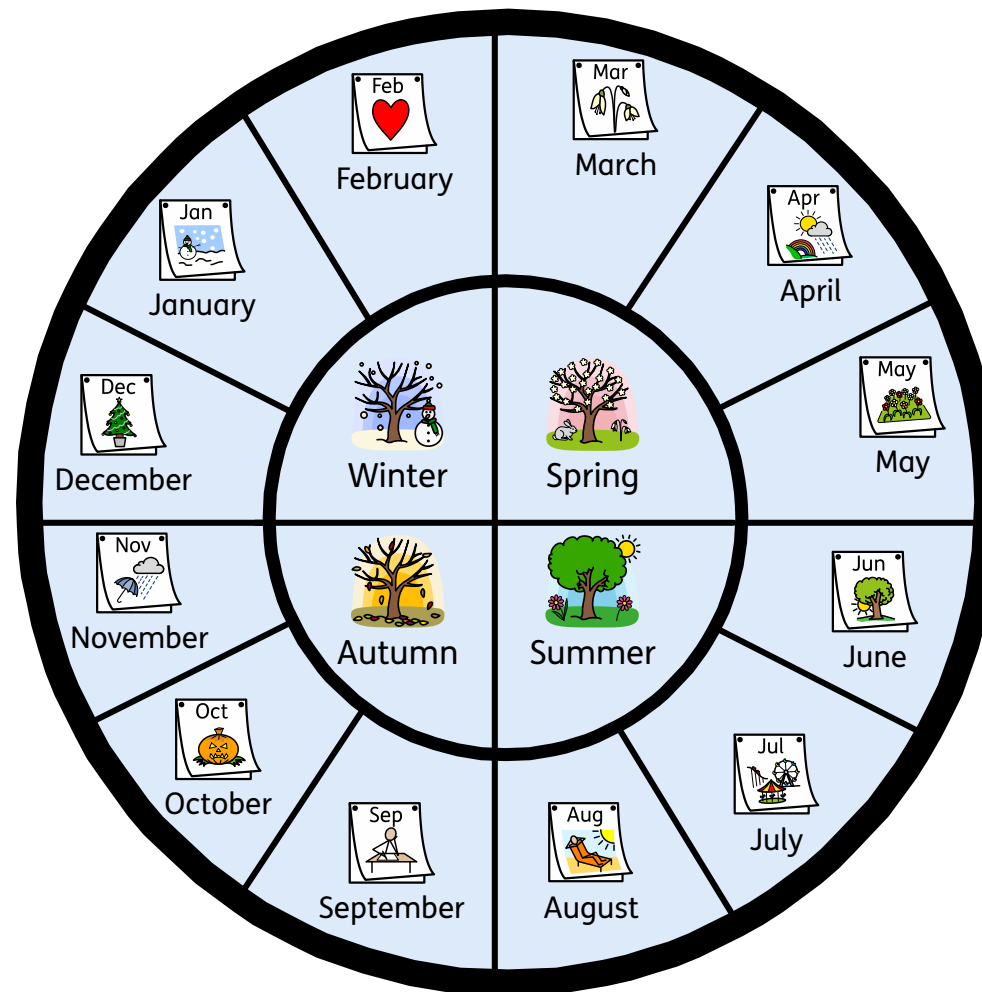 Feb
February
Mar
March
Jan
January
Apr
April
Dec
December
May
May
Winter
Spring
Nov
November
Autumn
Summer
Jun
June
Oct
October
Sep
September
Aug
August
Jul
July